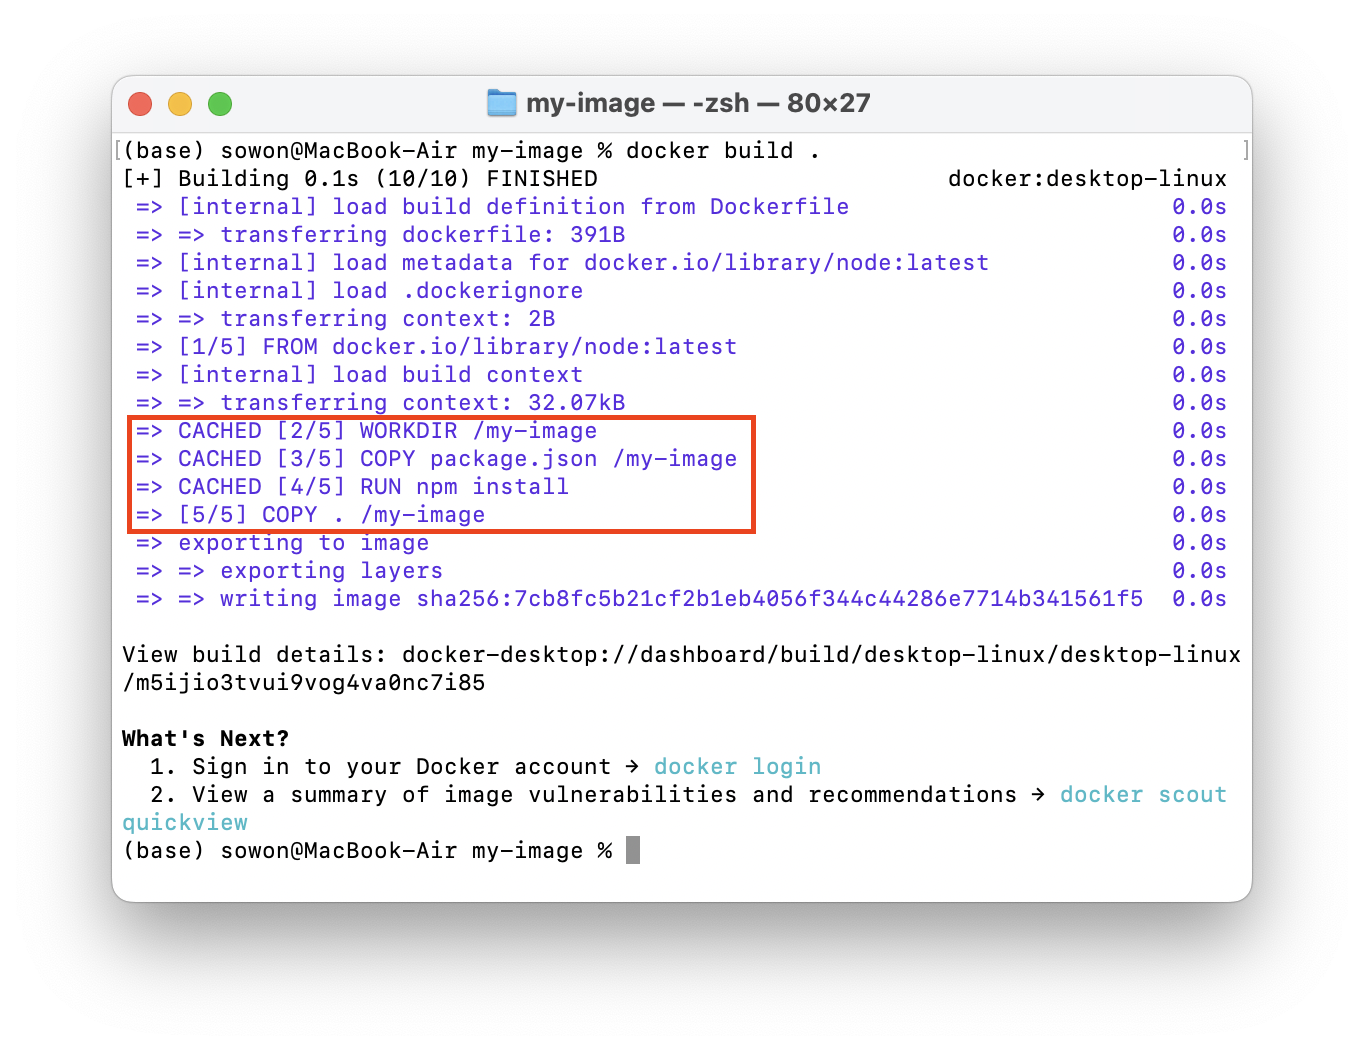 my-image — -zsh — 80×27
[(base) sowon@MacBook-Air my-image % docker build . ]
[+] Building 0.1s (10/10) FINISHED docker:desktop-linux
=> [internal] load build definition from Dockerfile 0.0s
=> => transferring dockerfile: 391B 0.0s
=> [internal] load metadata for docker.io/library/node:latest 0.0s
=> [internal] load .dockerignore 0.0s
=> => transferring context: 2B 0.0s
=> [1/5] FROM docker.io/library/node:latest 0.0s
=> [internal] load build context 0.0s
=> => transferring context: 32.07kB 0.0s
=> CACHED [2/5] WORKDIR /my-image 0.0s
=> CACHED [3/5] COPY package.json /my-image 0.0s
=> CACHED [4/5] RUN npm install 0.0s
=> [5/5] COPY . /my-image 0.0s
=> exporting to image 0.0s
=> => exporting layers 0.0s
=> => writing image sha256:7cb8fc5b21cf2b1eb4056f344c44286e7714b341561f5 0.0s
View build details: docker-desktop://dashboard/build/desktop-linux/desktop-linux
/m5ijio3tvui9vog4va0nc7i85
What's Next?
1. Sign in to your Docker account → docker login
2. View a summary of image vulnerabilities and recommendations → docker scout
quickview
(base) sowon@MacBook-Air my-image %